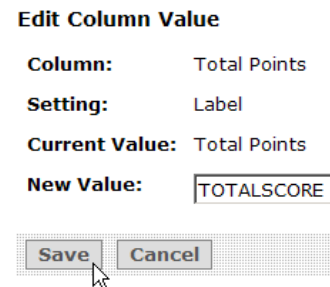 Edit Column Value
Column: Total Points
Setting: Label
Current Value: Total Points
New Value: TOTALSCORE
Save Cancel